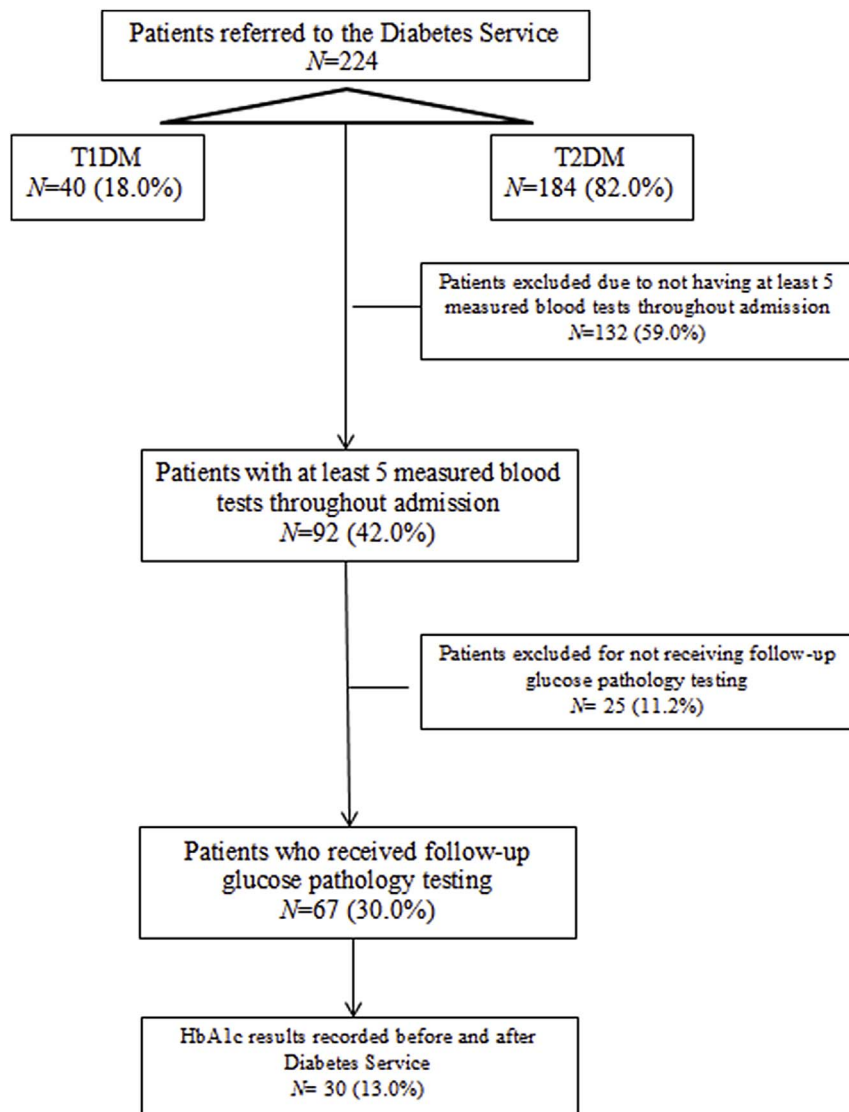 Patients referred to the Diabetes Service
N=224
T1DM
N=40 (18.0%)
T2DM
N=184 (82.0%)
Patients excluded due to not having at least 5
measured blood tests throughout admission
N=132 (59.0%)
Patients with at least 5 measured blood
tests throughout admission
N=92 (42.0%)
Patients excluded for not receiving follow-up
glucose pathology testing
N= 25 (11.2%)
Patients who received follow-up
glucose pathology testing
N=67 (30.0%)
HbA1c results recorded before and after
Diabetes Service
N= 30 (13.0%)